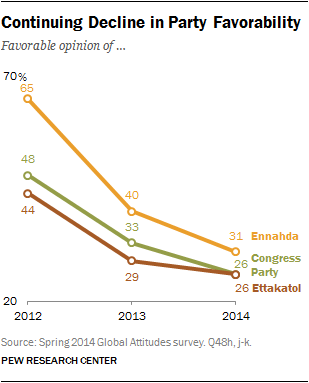 Continuing Decline in Party Favorability
Favorable opinion of ...
70%
65
48
44
40
33
29
31 Ennahda
26 Congress
Party
26 Ettakatol
20
2012 2013 2014
Source: Spring 2014 Global Attitudes survey. Q48h, j-k.
PEW RESEARCH CENTER